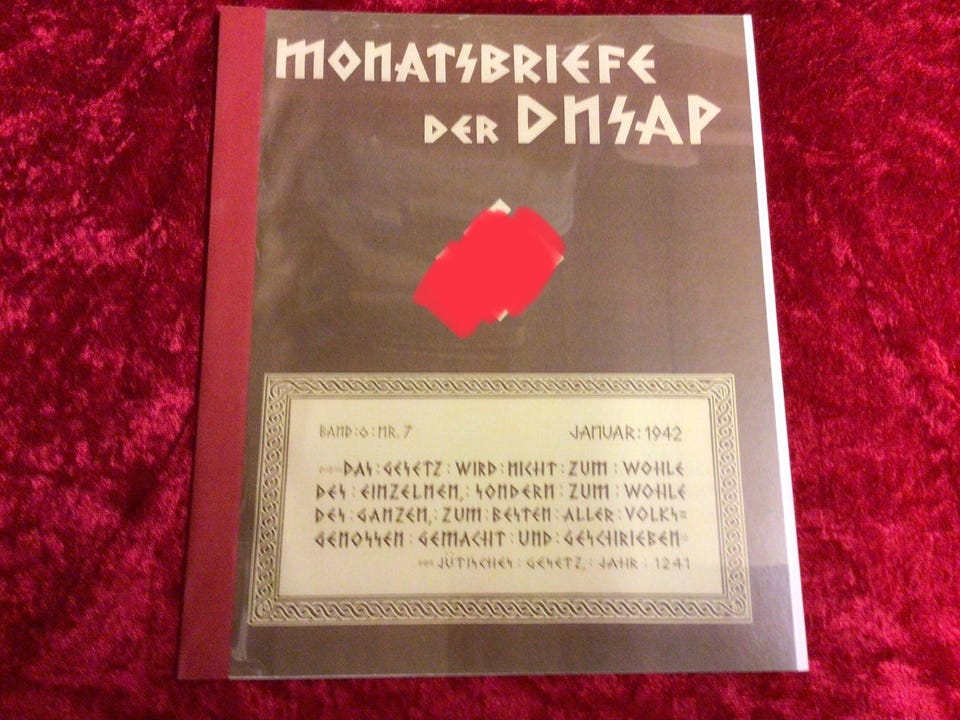 MONATSBRIEFE
DER DNSAP
BAND:6:NR.7 JANUAR:1942
DAS:GESETZ:WIRD:NICHT:ZUM:WOHLE
DES:EINZELNEN,:SONDERN:ZUM:WOHLE
DES:GANZEN,:ZUM:BESTEN:ALLER:VOLKS=
GENOSSEN:GEMACHT:UND:GESCHRIEBEN
JÜTISCHES:GESETZ,:JAHR:1241